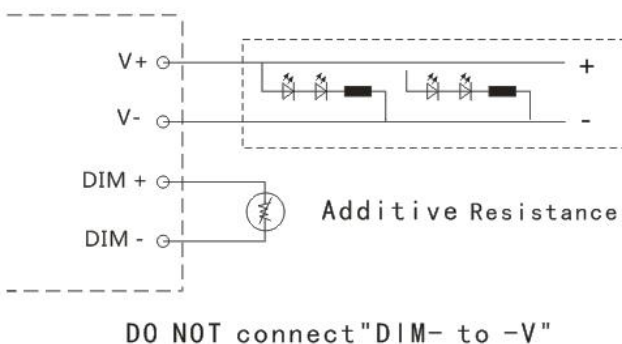 V+
+
V-
-
DIM +
Additive Resistance
DIM -
DO NOT connect"DIM- to -V"